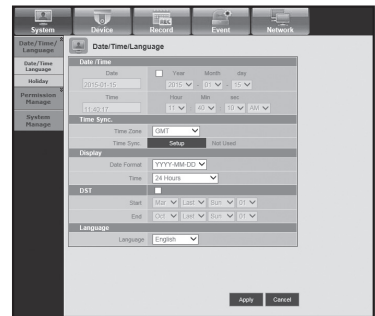 System Device Record Event Network
ABC
Date/Time/
Language
Date/Time
Language
Holiday
Permission
Manage
System
Manage
Date/Time/Language
Date /Time
Date Year Month day
2015-01-15 2015 - 01 - 15
Time Hour Min sec
11:40:17 11 : 40 : 10 AM
Time Sync.
Time Zone GMT
Time Sync. Setup Not Used
Display
Date Format YYYY-MM-DD
Time 24 Hours
DST
Start Mar Last Sun 01
End Oct Last Sun 01
Language
Language English
Apply Cancel